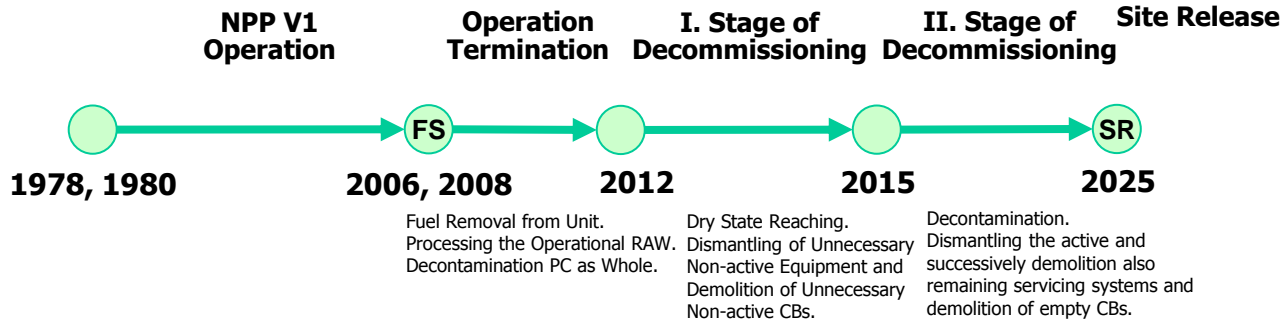 NPP V1
Operation
Operation
Termination
I. Stage of
Decommissioning
II. Stage of
Decommissioning
Site Release
FS
SR
1978, 1980
2006, 2008
2012
2015
2025
Fuel Removal from Unit.
Processing the Operational RAW.
Decontamination PC as Whole.
Dry State Reaching.
Dismantling of Unnecessary
Non-active Equipment and
Demolition of Unnecessary
Non-active CBs.
Decontamination.
Dismantling the active and
successively demolition also
remaining servicing systems and
demolition of empty CBs.